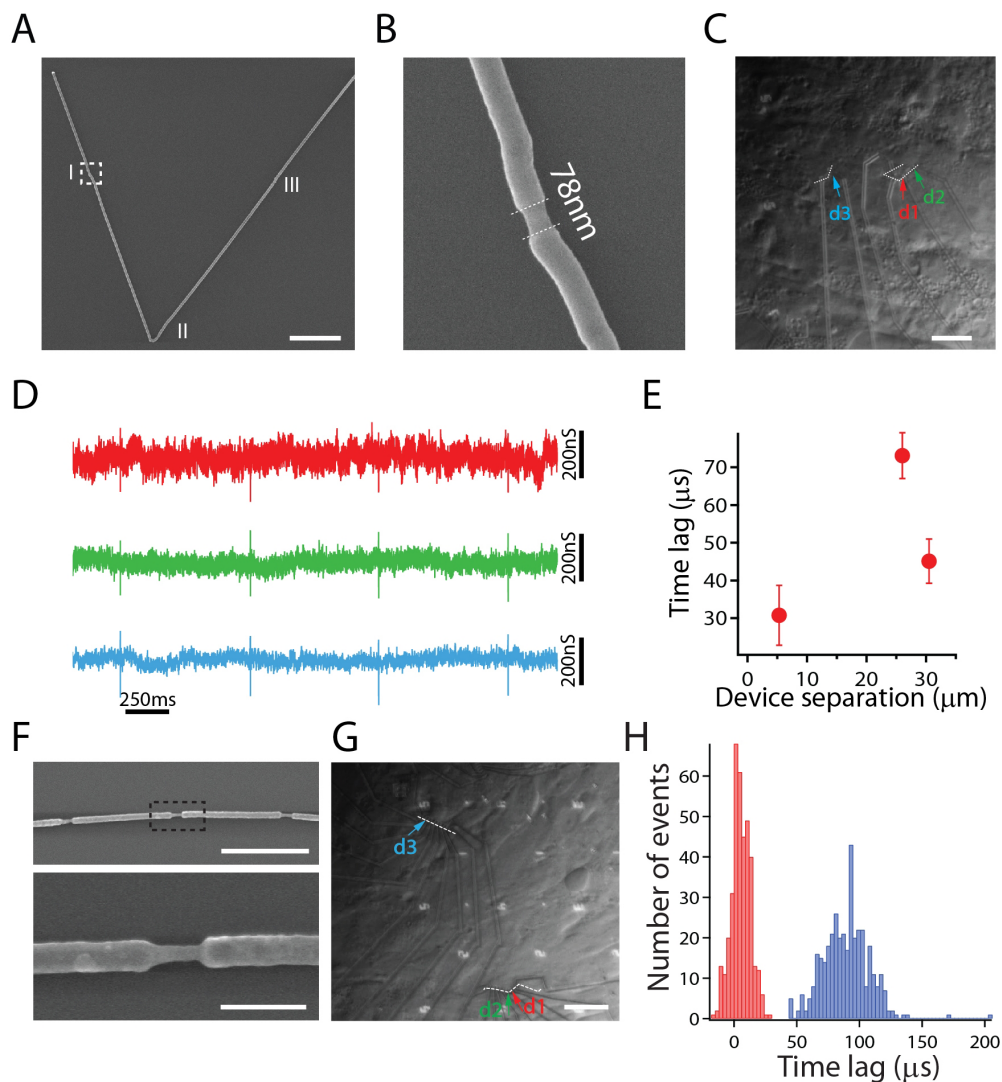 A
B
C
I
II
III
78nm
d3
d1
d2
D
200nS
200nS
200nS
250ms
E
Time lag (μs)
70
60
50
40
30
0
10
20
30
Device separation (μm)
F
G
d3
d2
d1
H
Number of events
60
50
40
30
20
10
0
0
50
100
150
200
Time lag (μs)